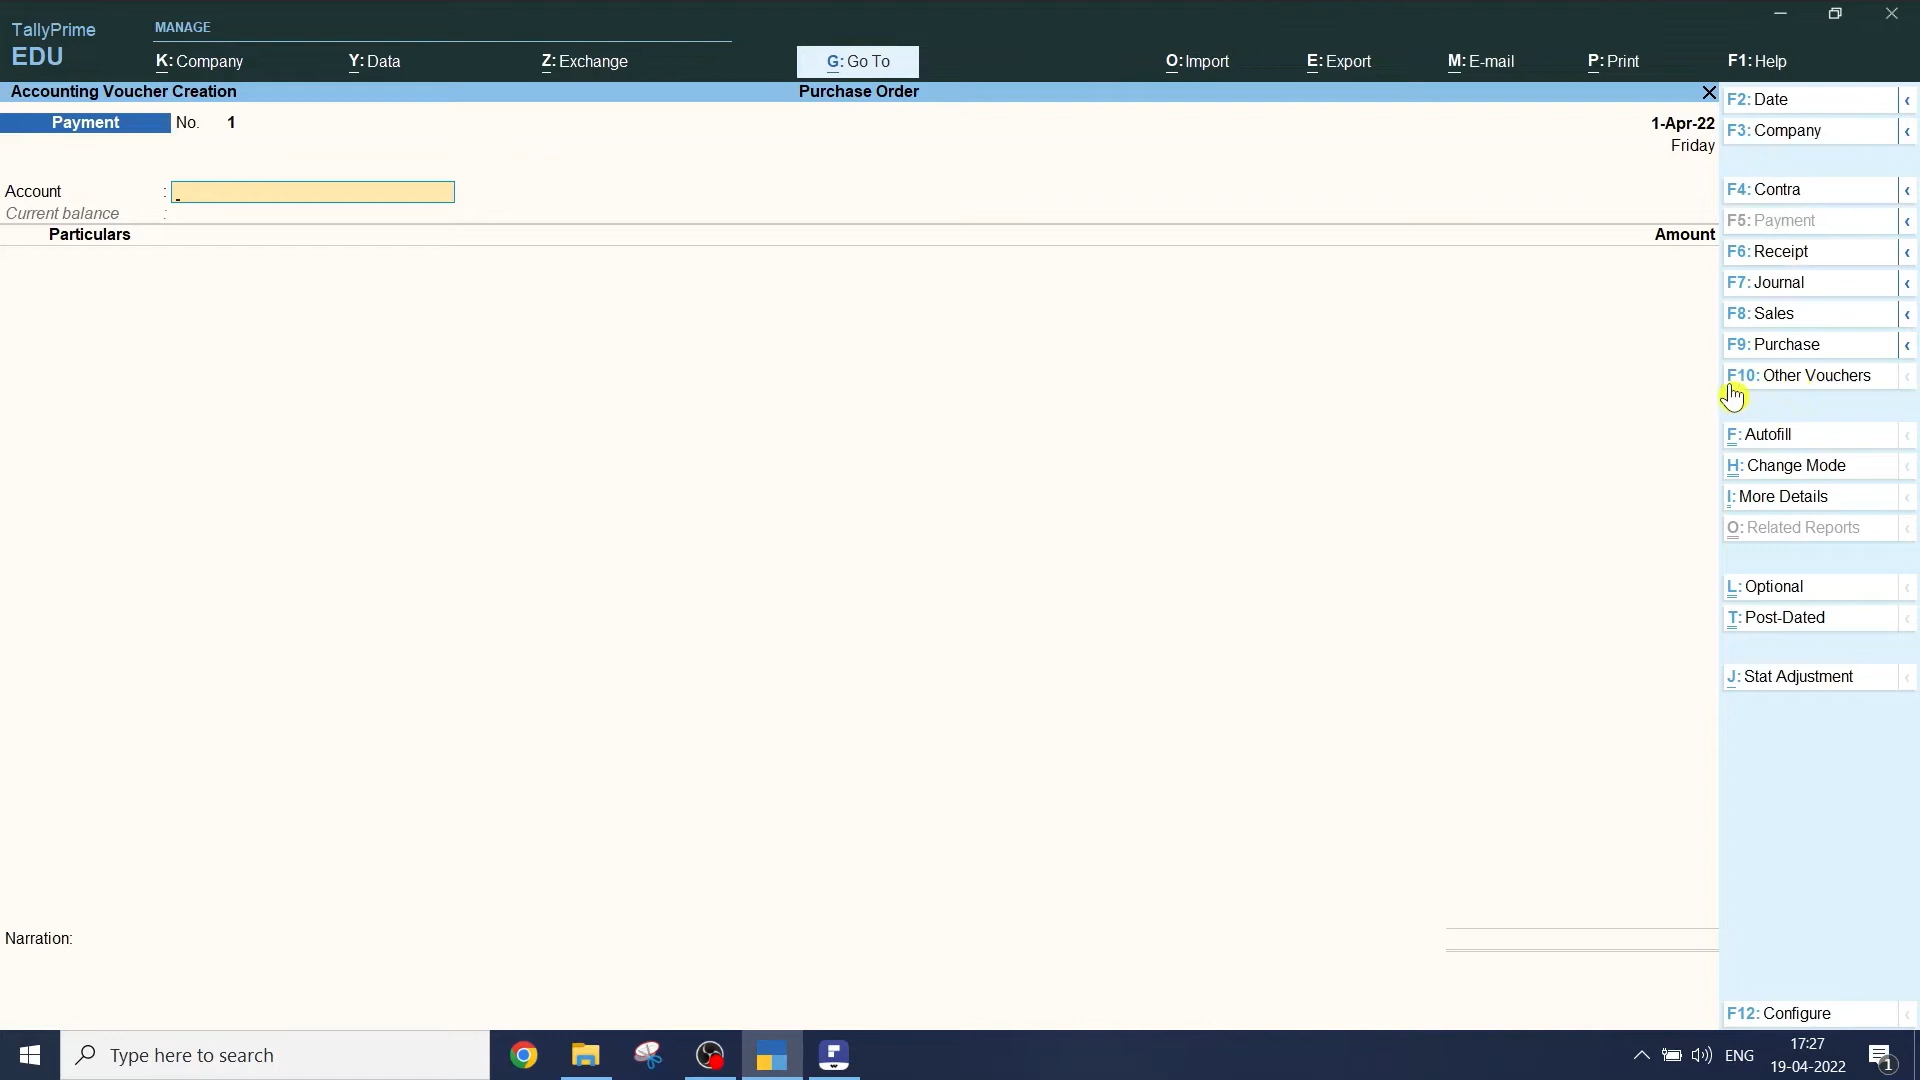 TallyPrime
EDU
MANAGE
K: Company
Y: Data
Z: Exchange
G: Go To
O: Import
E: Export
M: E-mail
P: Print
F1: Help
Accounting Voucher Creation
Purchase Order
Payment No. 1
1-Apr-22
Friday
Account :
Current balance :
Particulars
Amount
Narration:
F2: Date
F3: Company
F4: Contra
F5: Payment
F6: Receipt
F7: Journal
F8: Sales
F9: Purchase
F10: Other Vouchers
F: Autofill
H: Change Mode
I: More Details
O: Related Reports
L: Optional
T: Post-Dated
J: Stat Adjustment
F12: Configure
Type here to search
ENG
17:27
19-04-2022
1